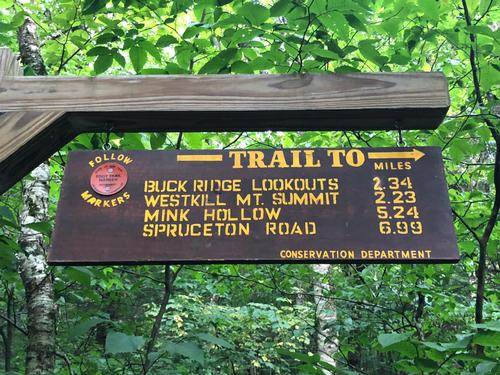 FOLLOW
MARKERS
TRAIL TO
MILES
BUCK RIDGE LOOKOUTS 1.34
WESTKILL MT. SUMMIT 2.23
MINK HOLLOW 5.24
SPRUCETON ROAD 6.99
CONSERVATION DEPARTMENT